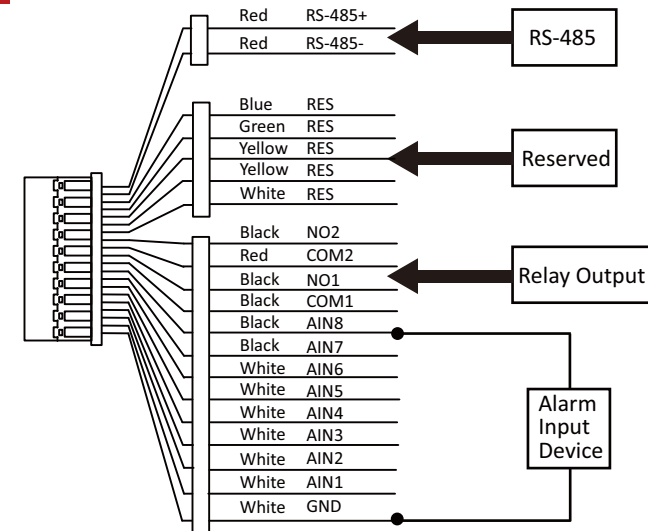 Red RS-485+
Red RS-485-
RS-485
Blue RES
Green RES
Yellow RES
Yellow RES
White RES
Reserved
Black NO2
Red COM2
Black NO1
Black COM1
Relay Output
Black AIN8
Black AIN7
White AIN6
White AIN5
White AIN4
White AIN3
White AIN2
White AIN1
White GND
Alarm
Input
Device